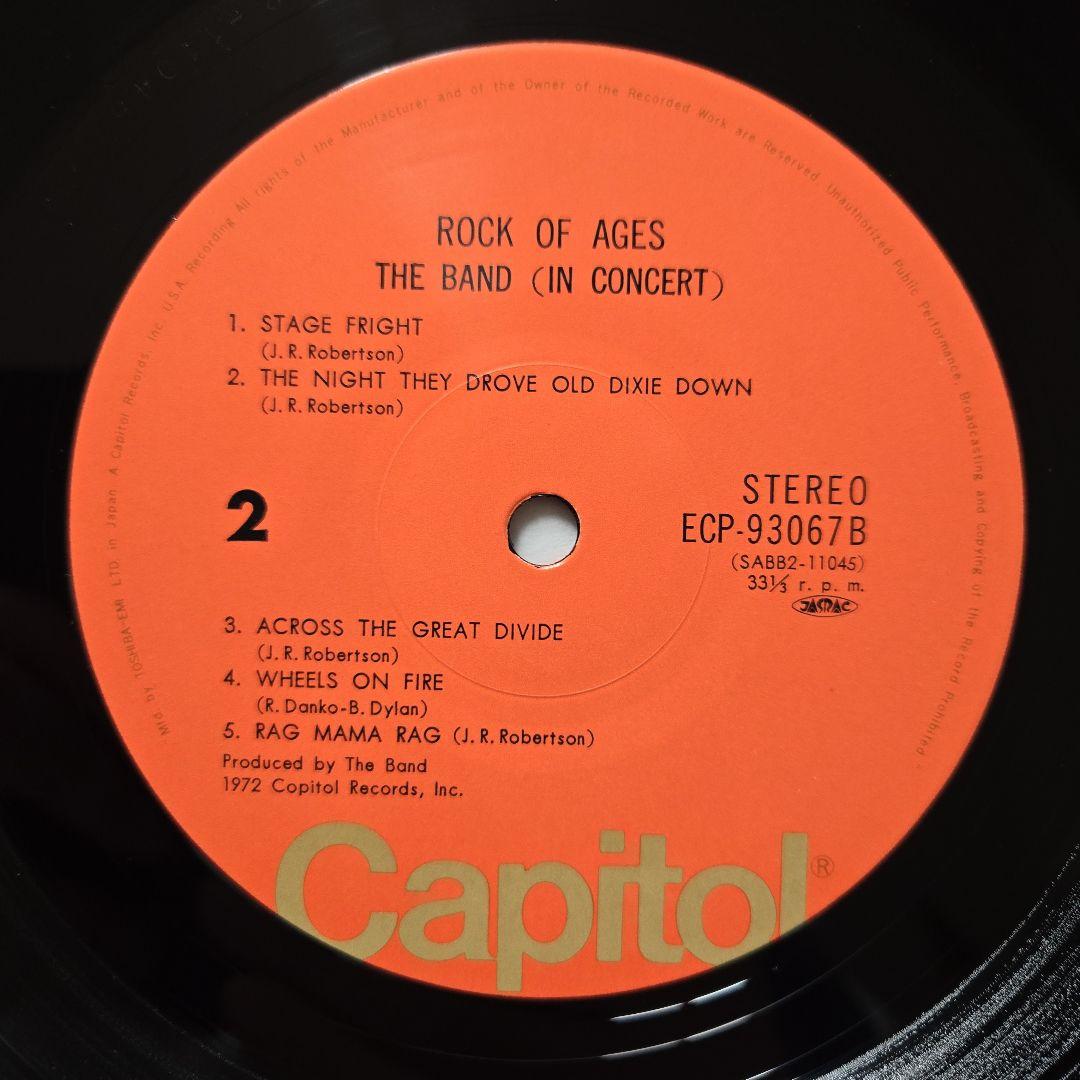 Mfd. by TOSHIBA-EMI LTD. in Japan A Capitol Records, Inc. U.S.A. Recording All rights of the Manufacturer and of the Owner of the Recorded Work are Reserved Unauthorized Public Performance, Broadcasting and Copying of the Record Prohibited
ROCK OF AGES
THE BAND (IN CONCERT)
1. STAGE FRIGHT
(J. R. Robertson)
2. THE NIGHT THEY DROVE OLD DIXIE DOWN
(J. R. Robertson)
2
STEREO
ECP-93067B
(SABB2-11045)
33⅓ r. p. m.
JASRAC
3. ACROSS THE GREAT DIVIDE
(J. R. Robertson)
4. WHEELS ON FIRE
(R. Danko-B. Dylan)
5. RAG MAMA RAG (J. R. Robertson)
Produced by The Band
1972 Copitol Records, Inc.
Capitol®